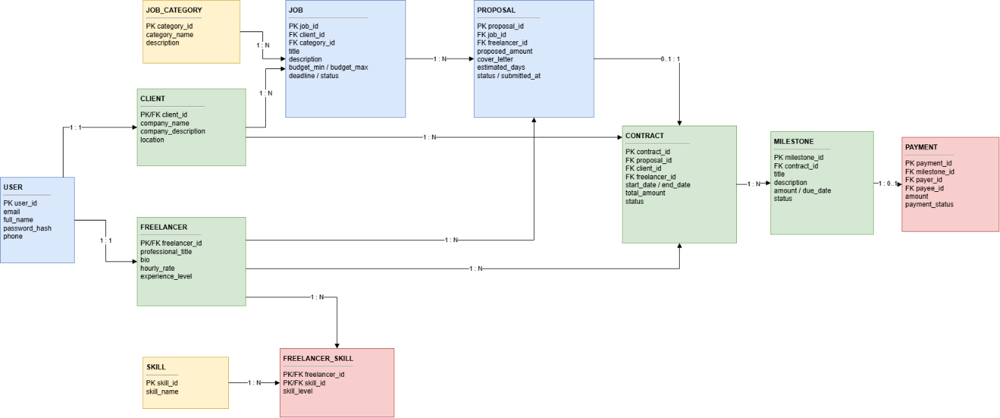 JOB_CATEGORY
PK category_id
category_name
description
1 : N
JOB
PK job_id
FK client_id
FK category_id
title
description
budget_min / budget_max
deadline / status
1 : N
PROPOSAL
PK proposal_id
FK job_id
FK freelancer_id
proposed_amount
cover_letter
estimated_days
status / submitted_at
0..1 : 1
CLIENT
PK/FK client_id
company_name
company_description
location
1 : N
1 : N
1 : 1
USER
PK user_id
email
full_name
password_hash
phone
1 : 1
FREELANCER
PK/FK freelancer_id
professional_title
bio
hourly_rate
experience_level
1 : N
1 : N
1 : N
CONTRACT
PK contract_id
FK proposal_id
FK client_id
FK freelancer_id
start_date / end_date
total_amount
status
1 : N
MILESTONE
PK milestone_id
FK contract_id
title
description
amount / due_date
status
1 : 0..1
PAYMENT
PK payment_id
FK milestone_id
FK payer_id
FK payee_id
amount
payment_status
SKILL
PK skill_id
skill_name
1 : N
FREELANCER_SKILL
PK/FK freelancer_id
PK/FK skill_id
skill_level